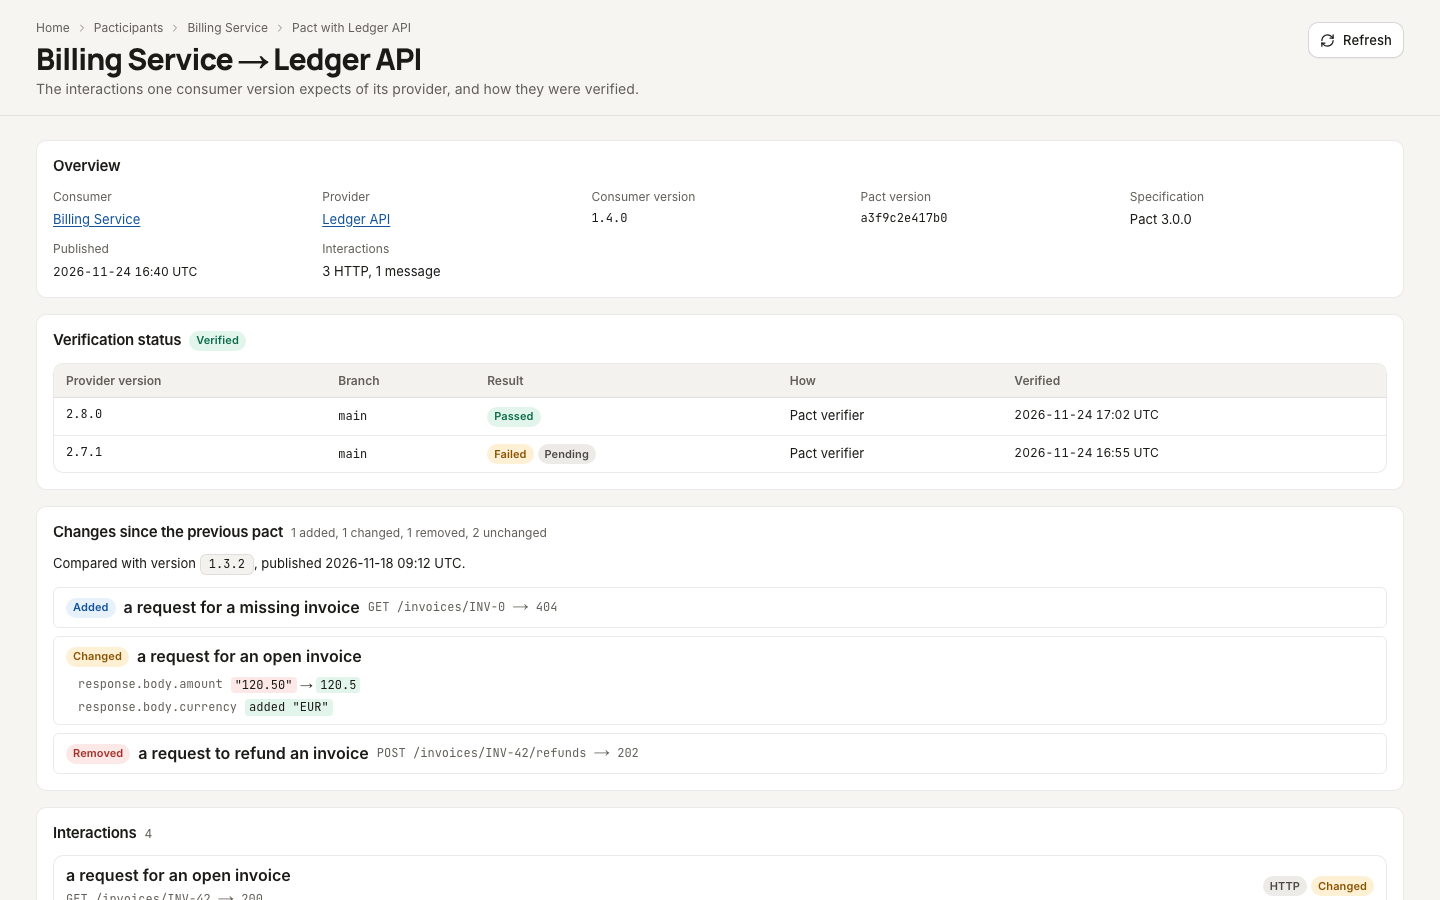 Home > Pacticipants > Billing Service > Pact with Ledger API
Billing Service → Ledger API
The interactions one consumer version expects of its provider, and how they were verified.
Refresh
Overview
Consumer Provider Consumer version Pact version Specification
Billing Service Ledger API 1.4.0 a3f9c2e417b0 Pact 3.0.0
Published Interactions
2026-11-24 16:40 UTC 3 HTTP, 1 message
Verification status Verified
Provider version Branch Result How Verified
2.8.0 main Passed Pact verifier 2026-11-24 17:02 UTC
2.7.1 main Failed Pending Pact verifier 2026-11-24 16:55 UTC
Changes since the previous pact 1 added, 1 changed, 1 removed, 2 unchanged
Compared with version 1.3.2, published 2026-11-18 09:12 UTC.
Added a request for a missing invoice GET /invoices/INV-0 → 404
Changed a request for an open invoice
response.body.amount "120.50" → 120.5
response.body.currency added "EUR"
Removed a request to refund an invoice POST /invoices/INV-42/refunds → 202
Interactions 4
a request for an open invoice
HTTP Changed
GET /invoices/INV-42 → 200